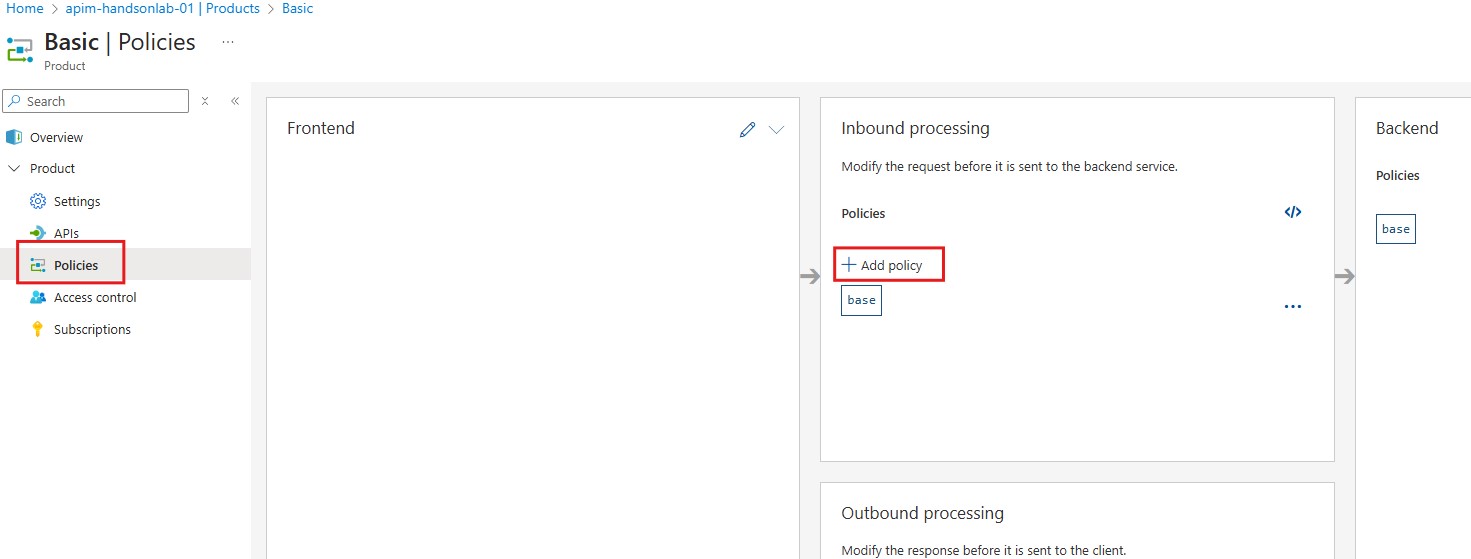 Home > apim-handsonlab-01 | Products > Basic
Basic | Policies ...
Product
Search
Overview
Product
Settings
APIs
Policies
Access control
Subscriptions
Frontend
Inbound processing
Modify the request before it is sent to the backend service.
Policies
</>
+ Add policy
base
...
Outbound processing
Modify the response before it is sent to the client.
Backend
Policies
base